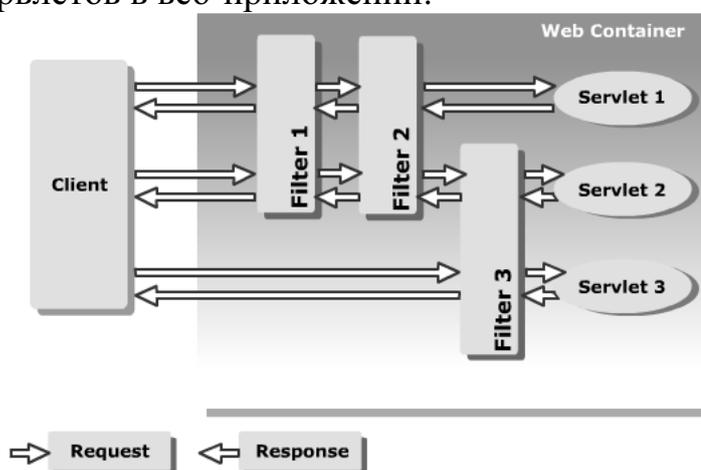 в веб-приложении.
Web Container
Servlet 1
Filter 1
Filter 2
Client
Servlet 2
Filter 3
Servlet 3
Request
Response